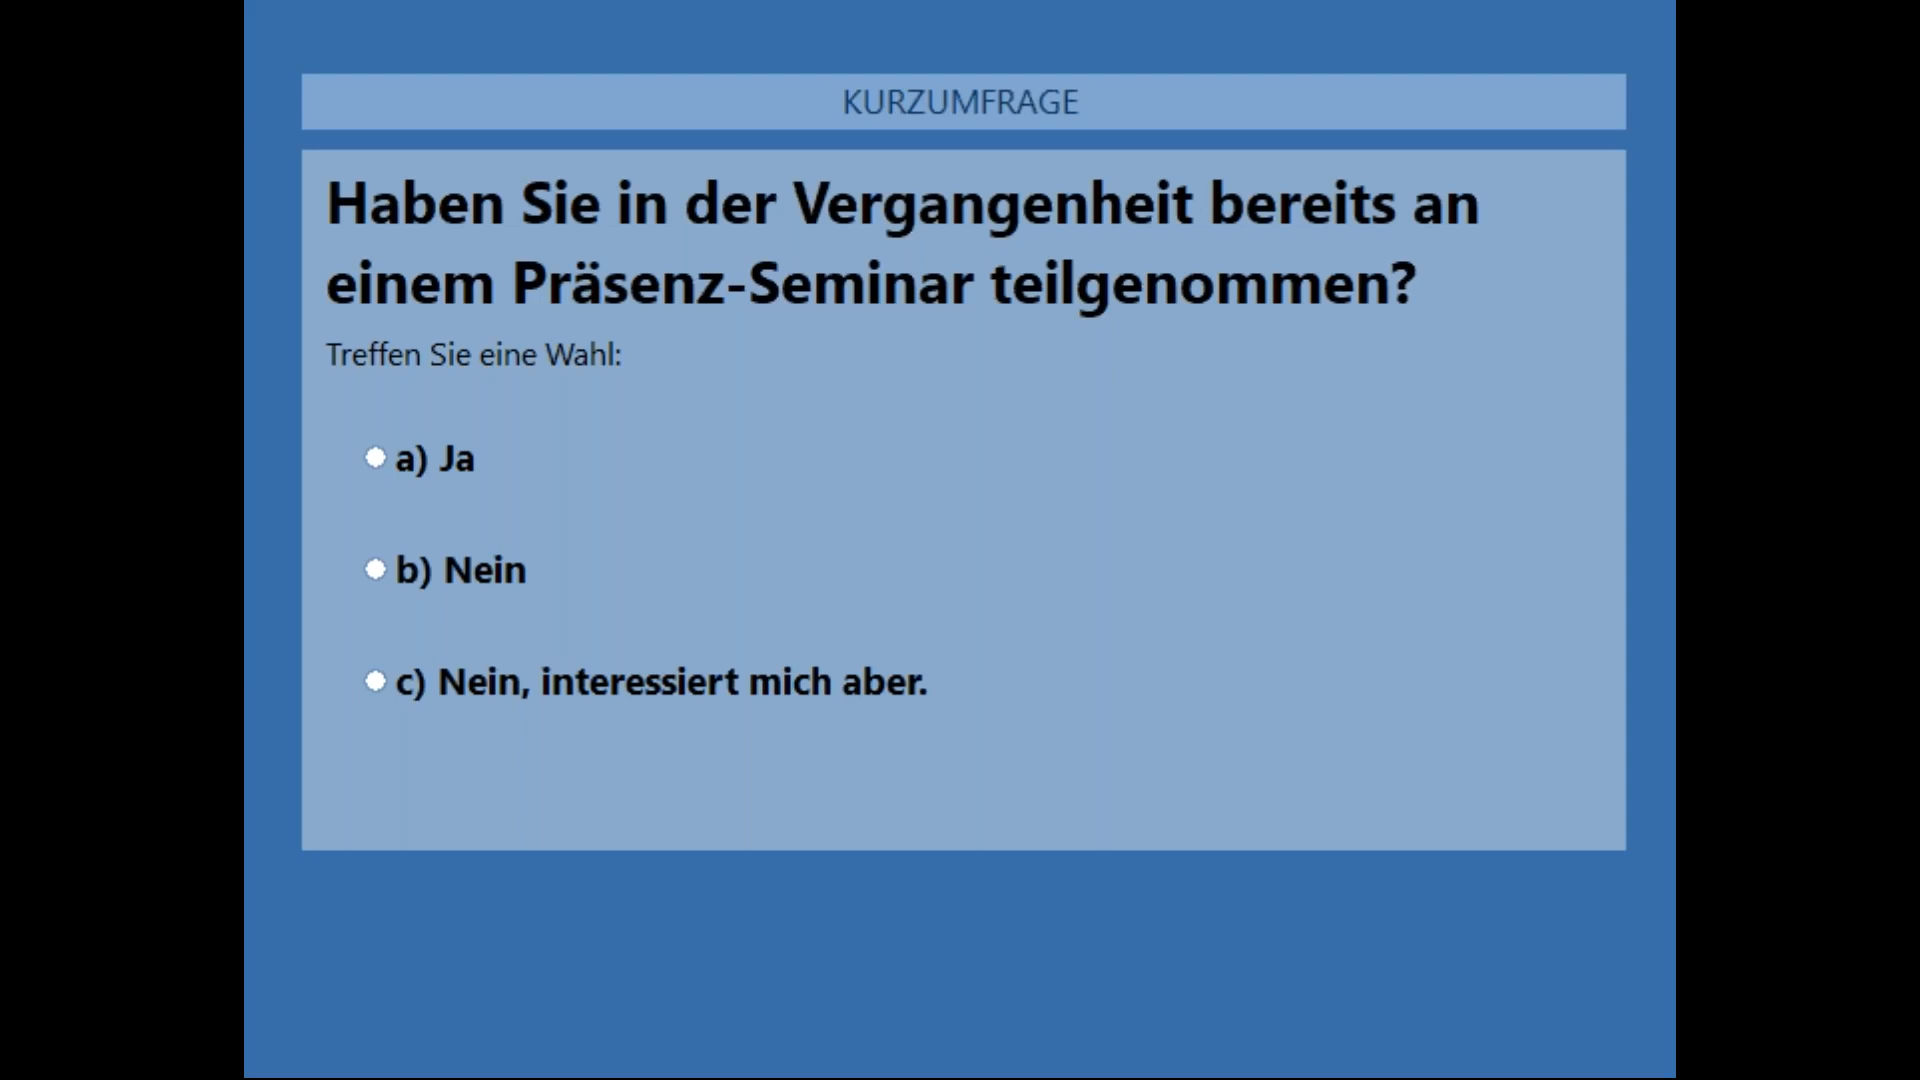 KURZUMFRAGE
Haben Sie in der Vergangenheit bereits an
einem Präsenz-Seminar teilgenommen?
Treffen Sie eine Wahl:
a) Ja
b) Nein
c) Nein, interessiert mich aber.